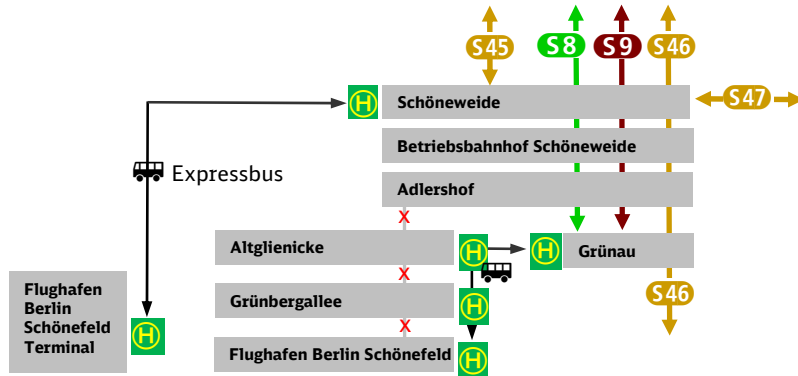 S45
S8
S9
S46
H
Schöneweide
S47
Betriebsbahnhof Schöneweide
Expressbus
Adlershof
X
Altglienicke
H
H
Grünau
X
Flughafen
Berlin
Schönefeld
Terminal
H
Grünbergallee
H
S46
X
Flughafen Berlin Schönefeld
H